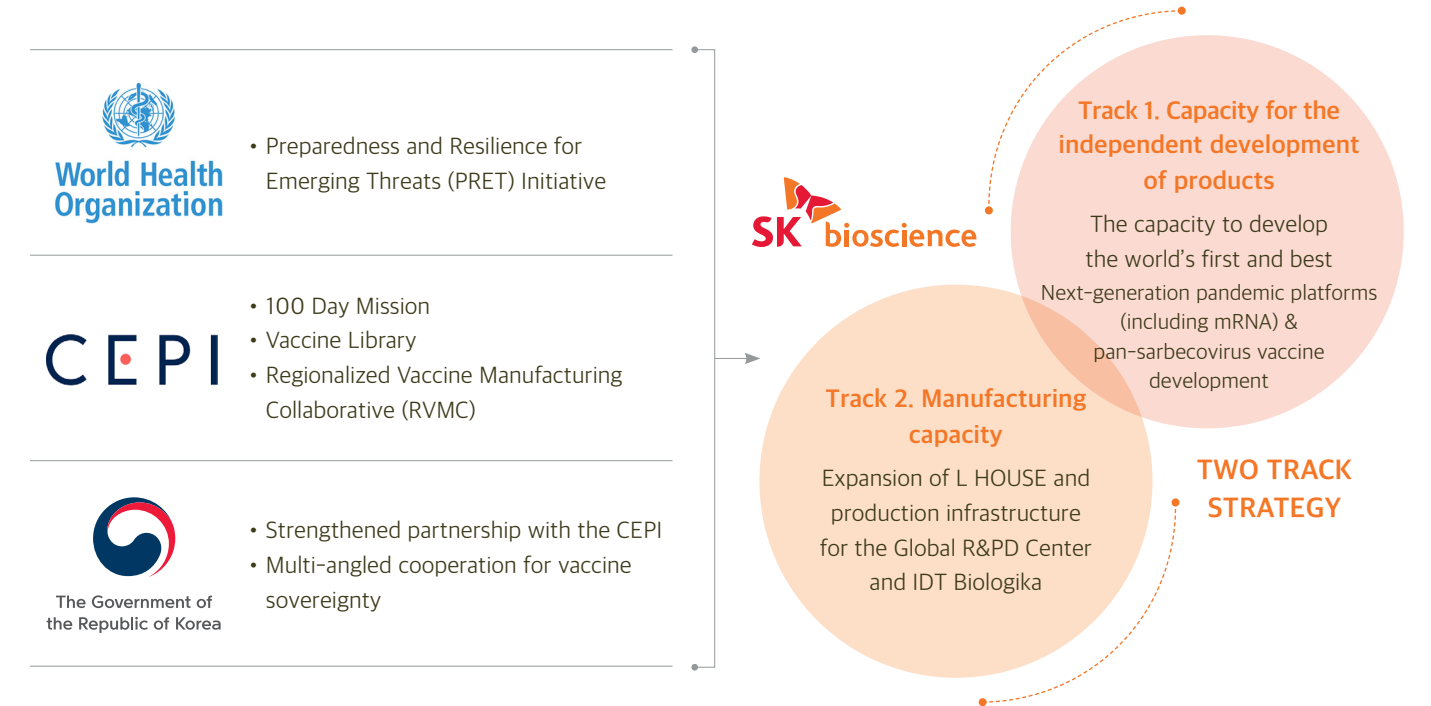 World Health
Organization
• Preparedness and Resilience for
Emerging Threats (PRET) Initiative
CEPI
• 100 Day Mission
• Vaccine Library
• Regionalized Vaccine Manufacturing
Collaborative (RVMC)
The Government of
the Republic of Korea
• Strengthened partnership with the CEPI
• Multi-angled cooperation for vaccine
sovereignty
SK bioscience
Track 1. Capacity for the
independent development
of products
The capacity to develop
the world's first and best
Next-generation pandemic platforms
(including mRNA) &
pan-sarbecovirus vaccine
development
Track 2. Manufacturing
capacity
Expansion of L HOUSE and
production infrastructure
for the Global R&PD Center
and IDT Biologika
TWO TRACK
STRATEGY